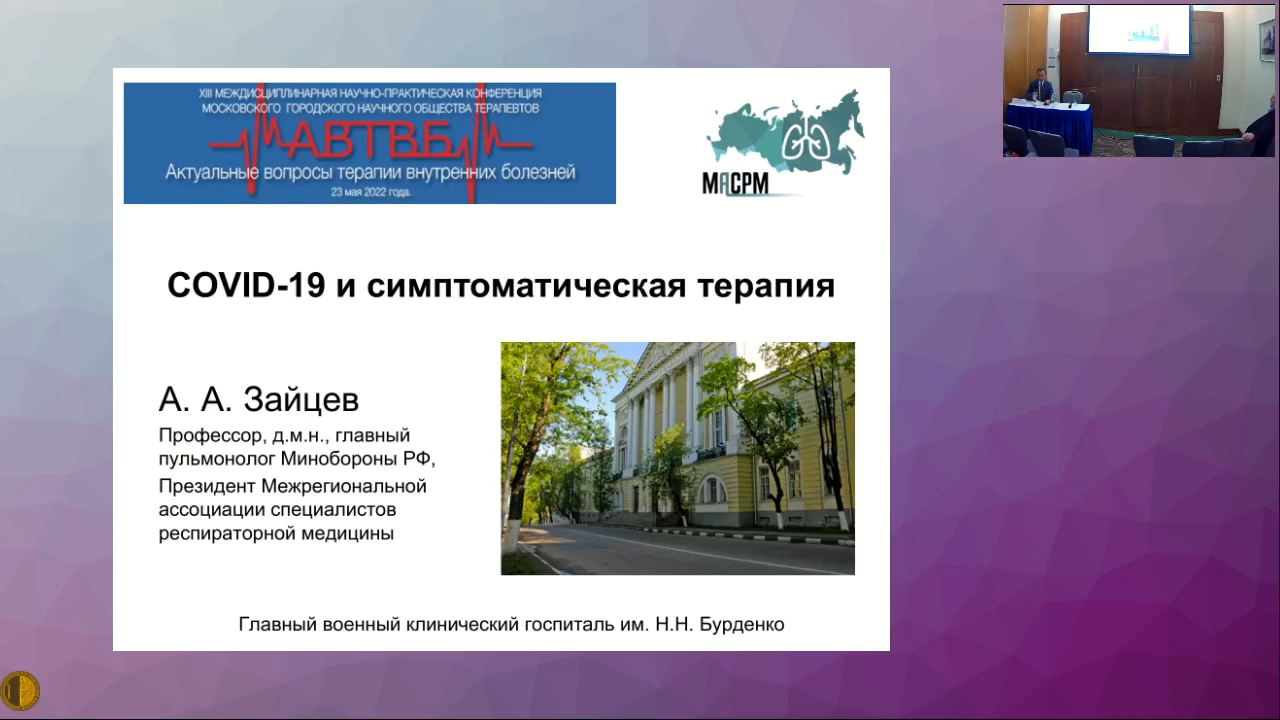 XIII МЕЖДИСЦИПЛИНАРНАЯ НАУЧНО-ПРАКТИЧЕСКАЯ КОНФЕРЕНЦИЯ
МОСКОВСКОГО ГОРОДСКОГО НАУЧНОГО ОБЩЕСТВА ТЕРАПЕВТОВ
АВТВБ
Актуальные вопросы терапии внутренних болезней
23 мая 2022 года.
МАСРМ
COVID-19 и симптоматическая терапия
А. А. Зайцев
Профессор, д.м.н., главный
пульмонолог Минобороны РФ,
Президент Межрегиональной
ассоциации специалистов
респираторной медицины
Главный военный клинический госпиталь им. Н.Н. Бурденко